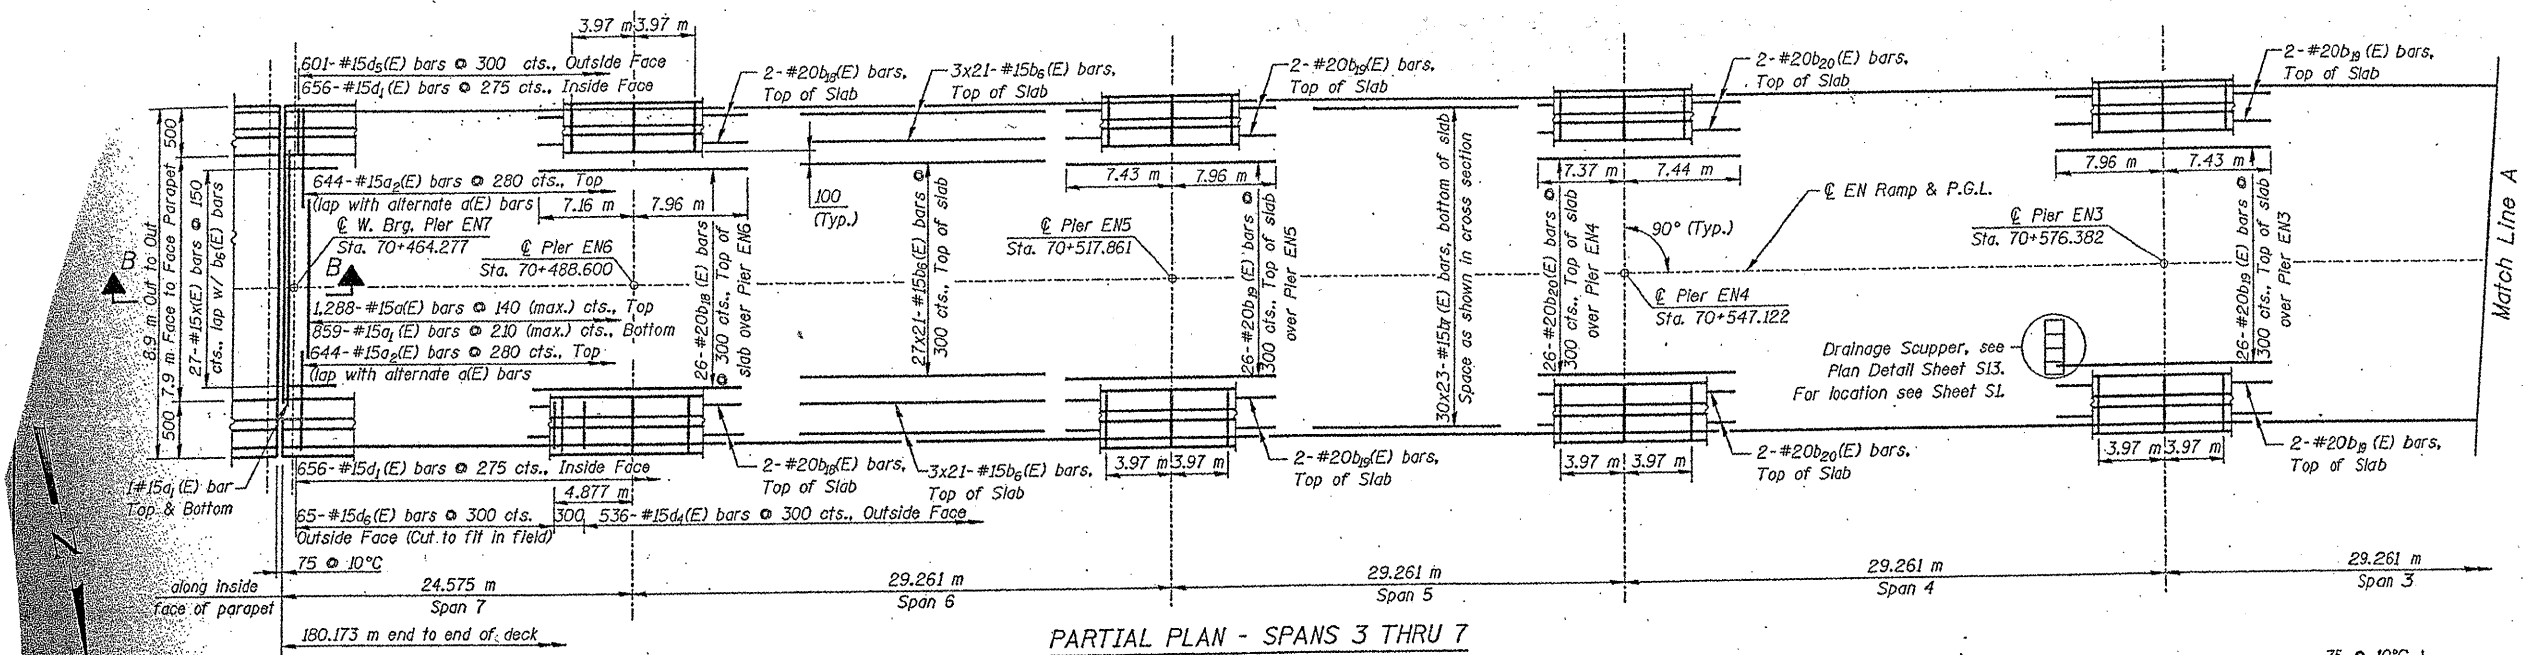 3.97 m 3.97 m
601-#15d5(E) bars @ 300 cts., Outside Face
656-#15d1(E) bars @ 275 cts., Inside Face
2-#20b18(E) bars,
Top of Slab
3x21-#15b6(E) bars,
Top of Slab
2-#20b19(E) bars,
Top of Slab
2-#20b20(E) bars,
Top of Slab
2-#20b19(E) bars,
Top of Slab
8.9 m Out to Out
500
7.9 m Face to Face Parapet
500
27-#15x(E) bars @ 150
cts., lap w/ b6(E) bars
644-#15a2(E) bars @ 280 cts., Top
(lap with alternate a(E) bars
7.16 m
7.96 m
℄ W. Brg. Pier EN7
Sta. 70+464.277
℄ Pier EN6
Sta. 70+488.600
B
B
1,288-#15a(E) bars @ 140 (max.) cts., Top
859-#15a1(E) bars @ 210 (max.) cts., Bottom
644-#15a2(E) bars @ 280 cts., Top
(lap with alternate a(E) bars
26-#20b18(E) bars
@ 300 cts., Top of
slab over Pier EN6
100
(Typ.)
27x21-#15b6(E) bars @
300 cts., Top of slab
7.43 m
7.96 m
℄ Pier EN5
Sta. 70+517.861
26-#20b19(E) bars @
300 cts., Top of slab
over Pier EN5
30x23-#15b7(E) bars, bottom of slab
Space as shown in cross section
7.37 m
7.44 m
26-#20b20(E) bars @
300 cts., Top of slab
over Pier EN4
90° (Typ.)
℄ EN Ramp & P.G.L.
℄ Pier EN4
Sta. 70+547.122
7.96 m
7.43 m
℄ Pier EN3
Sta. 70+576.382
26-#20b19(E) bars @
300 cts., Top of slab
over Pier EN3
Match Line A
Drainage Scupper, see
Plan Detail Sheet S13.
For location see Sheet S1.
1#15a1(E) bar
Top & Bottom
656-#15d1(E) bars @ 275 cts., Inside Face
4.877 m
65-#15d6(E) bars @ 300 cts.
Outside Face (Cut to fit in field)
300
536-#15d4(E) bars @ 300 cts., Outside Face
2-#20b18(E) bars,
Top of Slab
3x21-#15b6(E) bars,
Top of Slab
3.97 m 3.97 m
2-#20b19(E) bars,
Top of Slab
3.97 m 3.97 m
2-#20b20(E) bars,
Top of Slab
3.97 m 3.97 m
2-#20b19(E) bars,
Top of Slab
N
75 @ 10°C
along inside
face of parapet
24.575 m
Span 7
29.261 m
Span 6
29.261 m
Span 5
29.261 m
Span 4
29.261 m
Span 3
180.173 m end to end of deck
PARTIAL PLAN - SPANS 3 THRU 7
75 @ 10°C